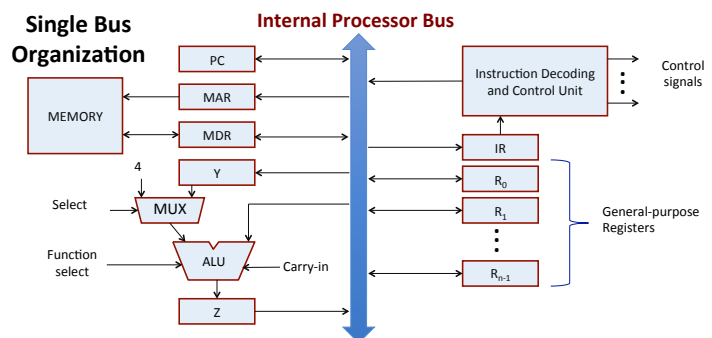 Single Bus
Organization
Internal Processor Bus
PC
MAR
MEMORY
MDR
4
Y
Select
MUX
Function
select
ALU
Carry-in
Z
Instruction Decoding
and Control Unit
Control
signals
IR
R0
R1
General-purpose
Registers
Rn-1